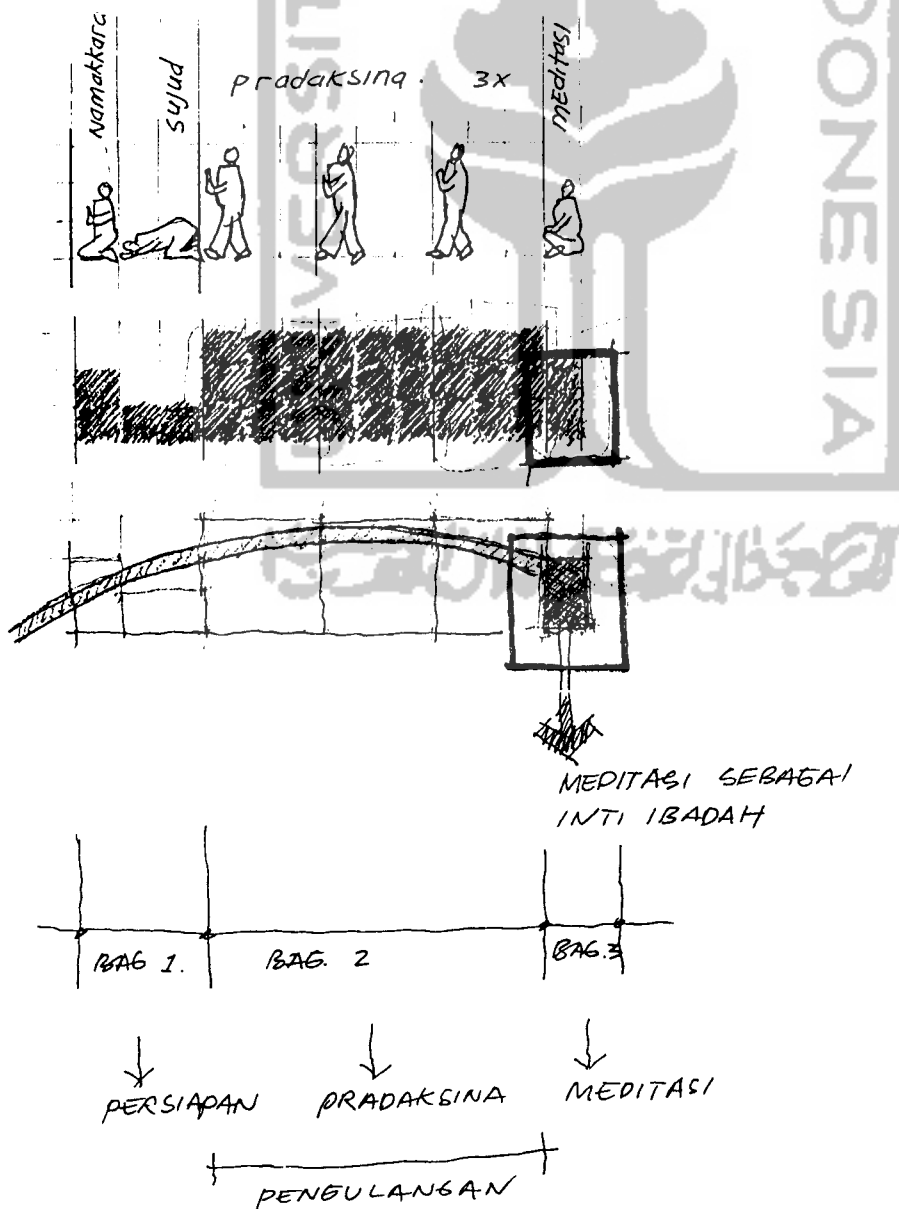 Namakkara
sujud
pradaksina. 3x
meditasi
MEDITASI SEBAGAI
INTI IBADAH
BAG 1.
BAG. 2
BAG.3
PERSIAPAN
PRADAKSINA
MEDITASI
PENGULANGAN
ONESIA